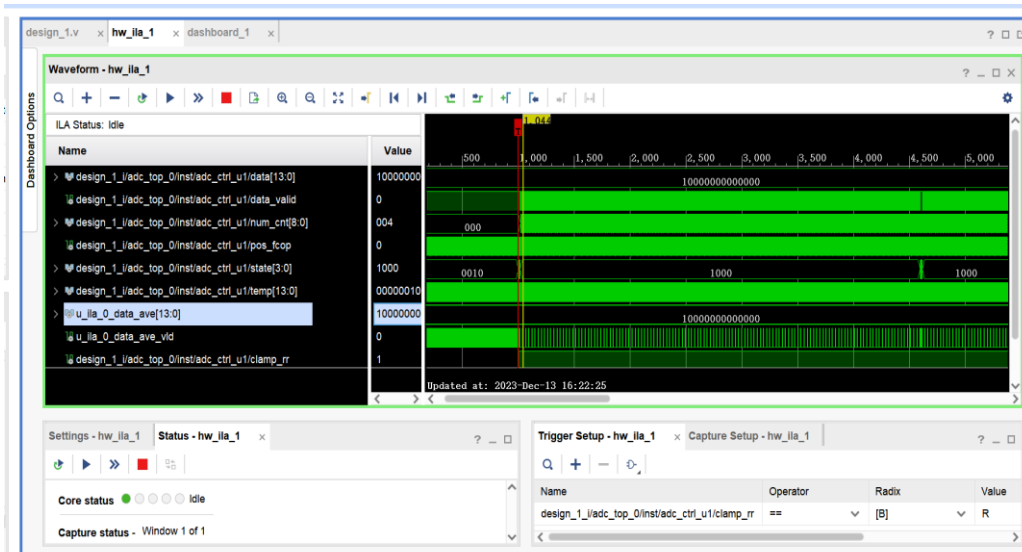 design_1.v x hw_ila_1 x dashboard_1 x
Dashboard Options
Waveform - hw_ila_1
ILA Status: Idle
Name Value
1,044
500 1,000 1,500 2,000 2,500 3,000 3,500 4,000 4,500 5,000
design_1_i/adc_top_0/inst/adc_ctrl_u1/data[13:0] 10000000 10000000000000
design_1_i/adc_top_0/inst/adc_ctrl_u1/data_valid 0
design_1_i/adc_top_0/inst/adc_ctrl_u1/num_cnt[8:0] 004 000
design_1_i/adc_top_0/inst/adc_ctrl_u1/pos_fcop 0
design_1_i/adc_top_0/inst/adc_ctrl_u1/state[3:0] 1000 0010 1000 1000
design_1_i/adc_top_0/inst/adc_ctrl_u1/temp[13:0] 00000010
u_ila_0_data_ave[13:0] 10000000 10000000000000
u_ila_0_data_ave_vld 0
design_1_i/adc_top_0/inst/adc_ctrl_u1/clamp_rr 1
Updated at: 2023-Dec-13 16:22:25
Settings - hw_ila_1 Status - hw_ila_1 x
Core status Idle
Capture status - Window 1 of 1
Trigger Setup - hw_ila_1 x Capture Setup - hw_ila_1
Name Operator Radix Value
design_1_i/adc_top_0/inst/adc_ctrl_u1/clamp_rr == [B] R